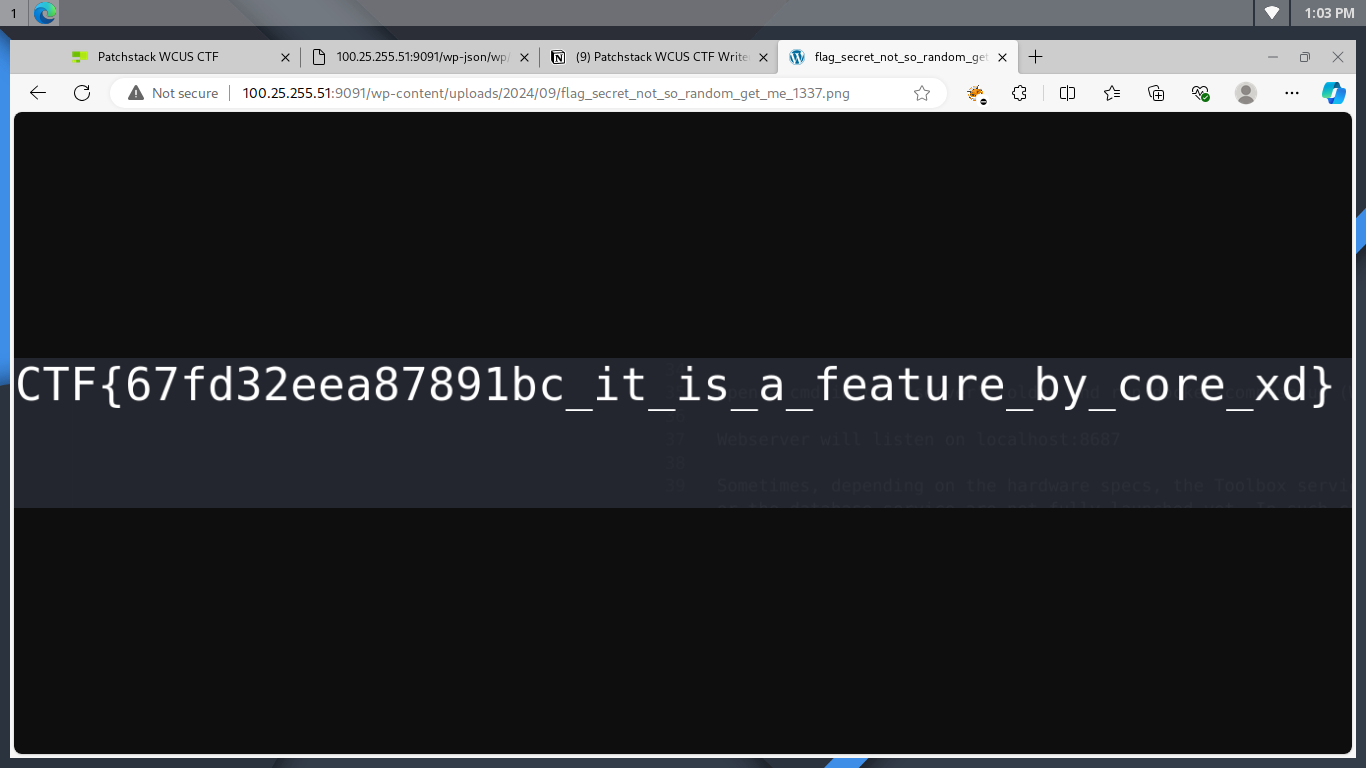 1
1:03 PM
Patchstack WCUS CTF
100.25.255.51:9091/wp-json/wp/
(9) Patchstack WCUS CTF Write
flag_secret_not_so_random_get
Not secure
100.25.255.51:9091/wp-content/uploads/2024/09/flag_secret_not_so_random_get_me_1337.png
CTF{67fd32eea87891bc_it_is_a_feature_by_core_xd}
37 Webserver will listen on localhost:8687
38
39 Sometimes, depending on the hardware specs, the Toolbox servi